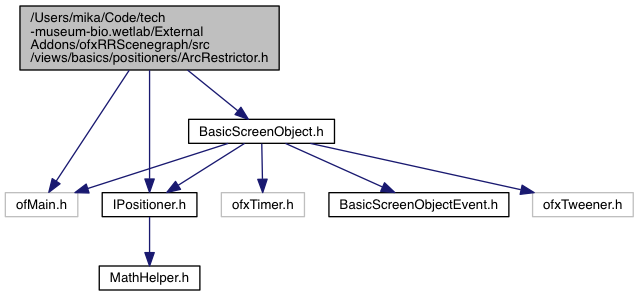 /Users/mika/Code/tech
-museum-bio.wetlab/External
Addons/ofxRRScenegraph/src
/views/basics/positioners/ArcRestrictor.h
BasicScreenObject.h
ofMain.h
IPositioner.h
ofxTimer.h
BasicScreenObjectEvent.h
ofxTweener.h
MathHelper.h